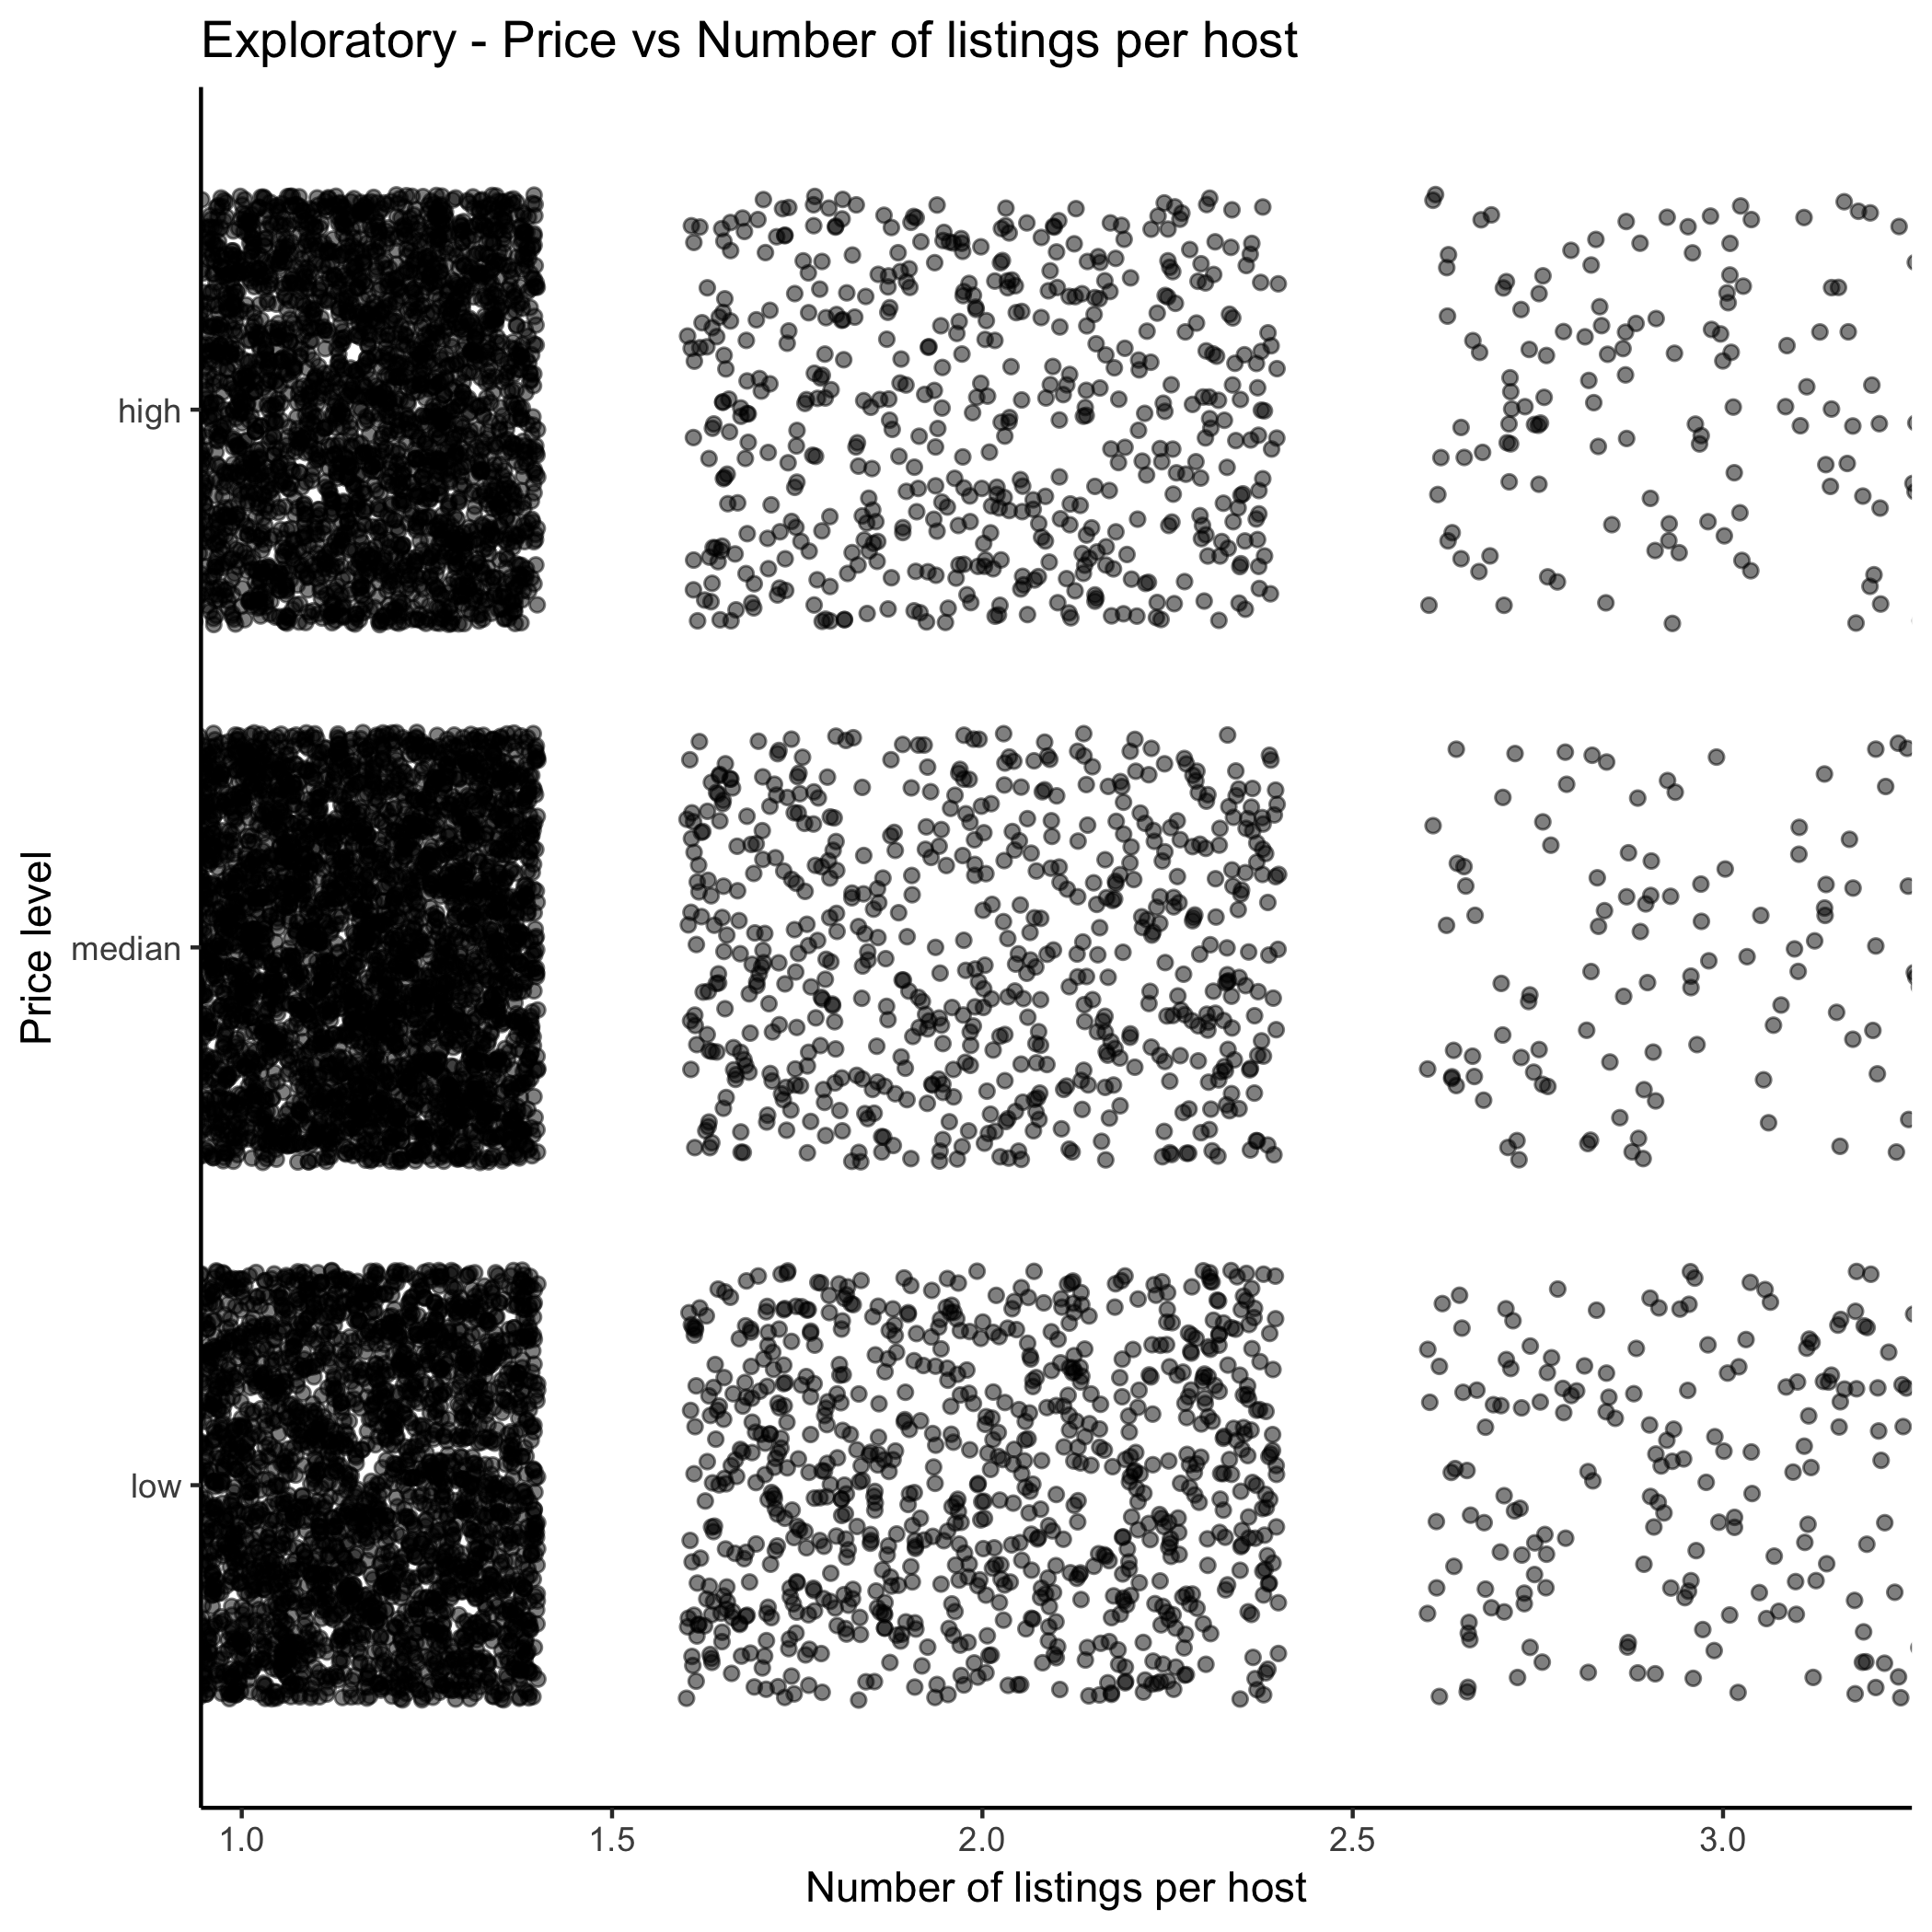 Exploratory - Price vs Number of listings per host
high
median
low
Price level
1.0 1.5 2.0 2.5 3.0
Number of listings per host